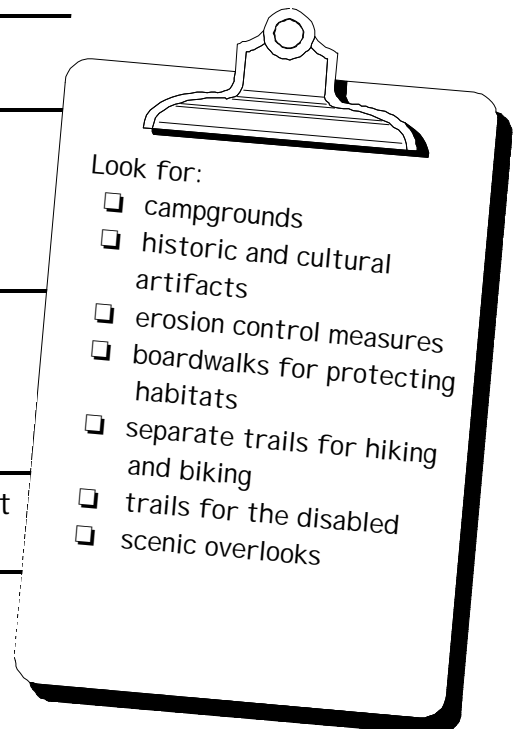 Look for:
❏ campgrounds
❏ historic and cultural
artifacts
❏ erosion control measures
❏ boardwalks for protecting
habitats
❏ separate trails for hiking
and biking
❏ trails for the disabled
❏ scenic overlooks
t